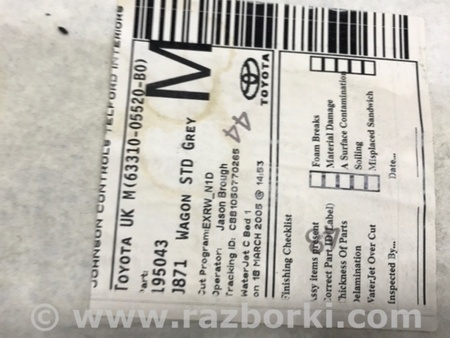 JOHNSON CONTROLS TELFORD INTERIORS
TOYOTA UK M(63310-05520-B0)
M
TOYOTA
Part:
195043
J871 WAGON STD GREY
Cut Program:EXRW_N1D
Operator: Jason Brough
Tracking ID: CBB1050770265
WaterJet C Bed 1
on 18 MARCH 2005 @ 14:53
Finishing Checklist
Assy items present
Correct Part ID(Label)
Thickness Of Parts
Delamination
WaterJet Over Cut
Foam Breaks
Material Damage
A Surface Contamination
Soiling
Misplaced Sandwich
Inspected By... Date...
© www.razborki.com